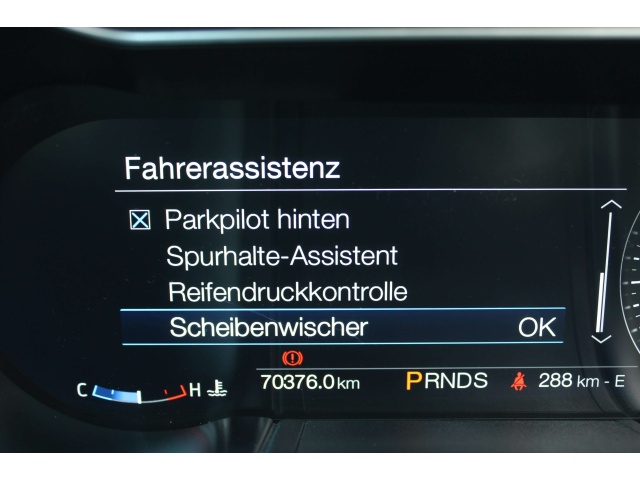 Fahrerassistenz
Parkpilot hinten
Spurhalte-Assistent
Reifendruckkontrolle
Scheibenwischer OK
C H 70376.0 km PRNDS 288 km - E